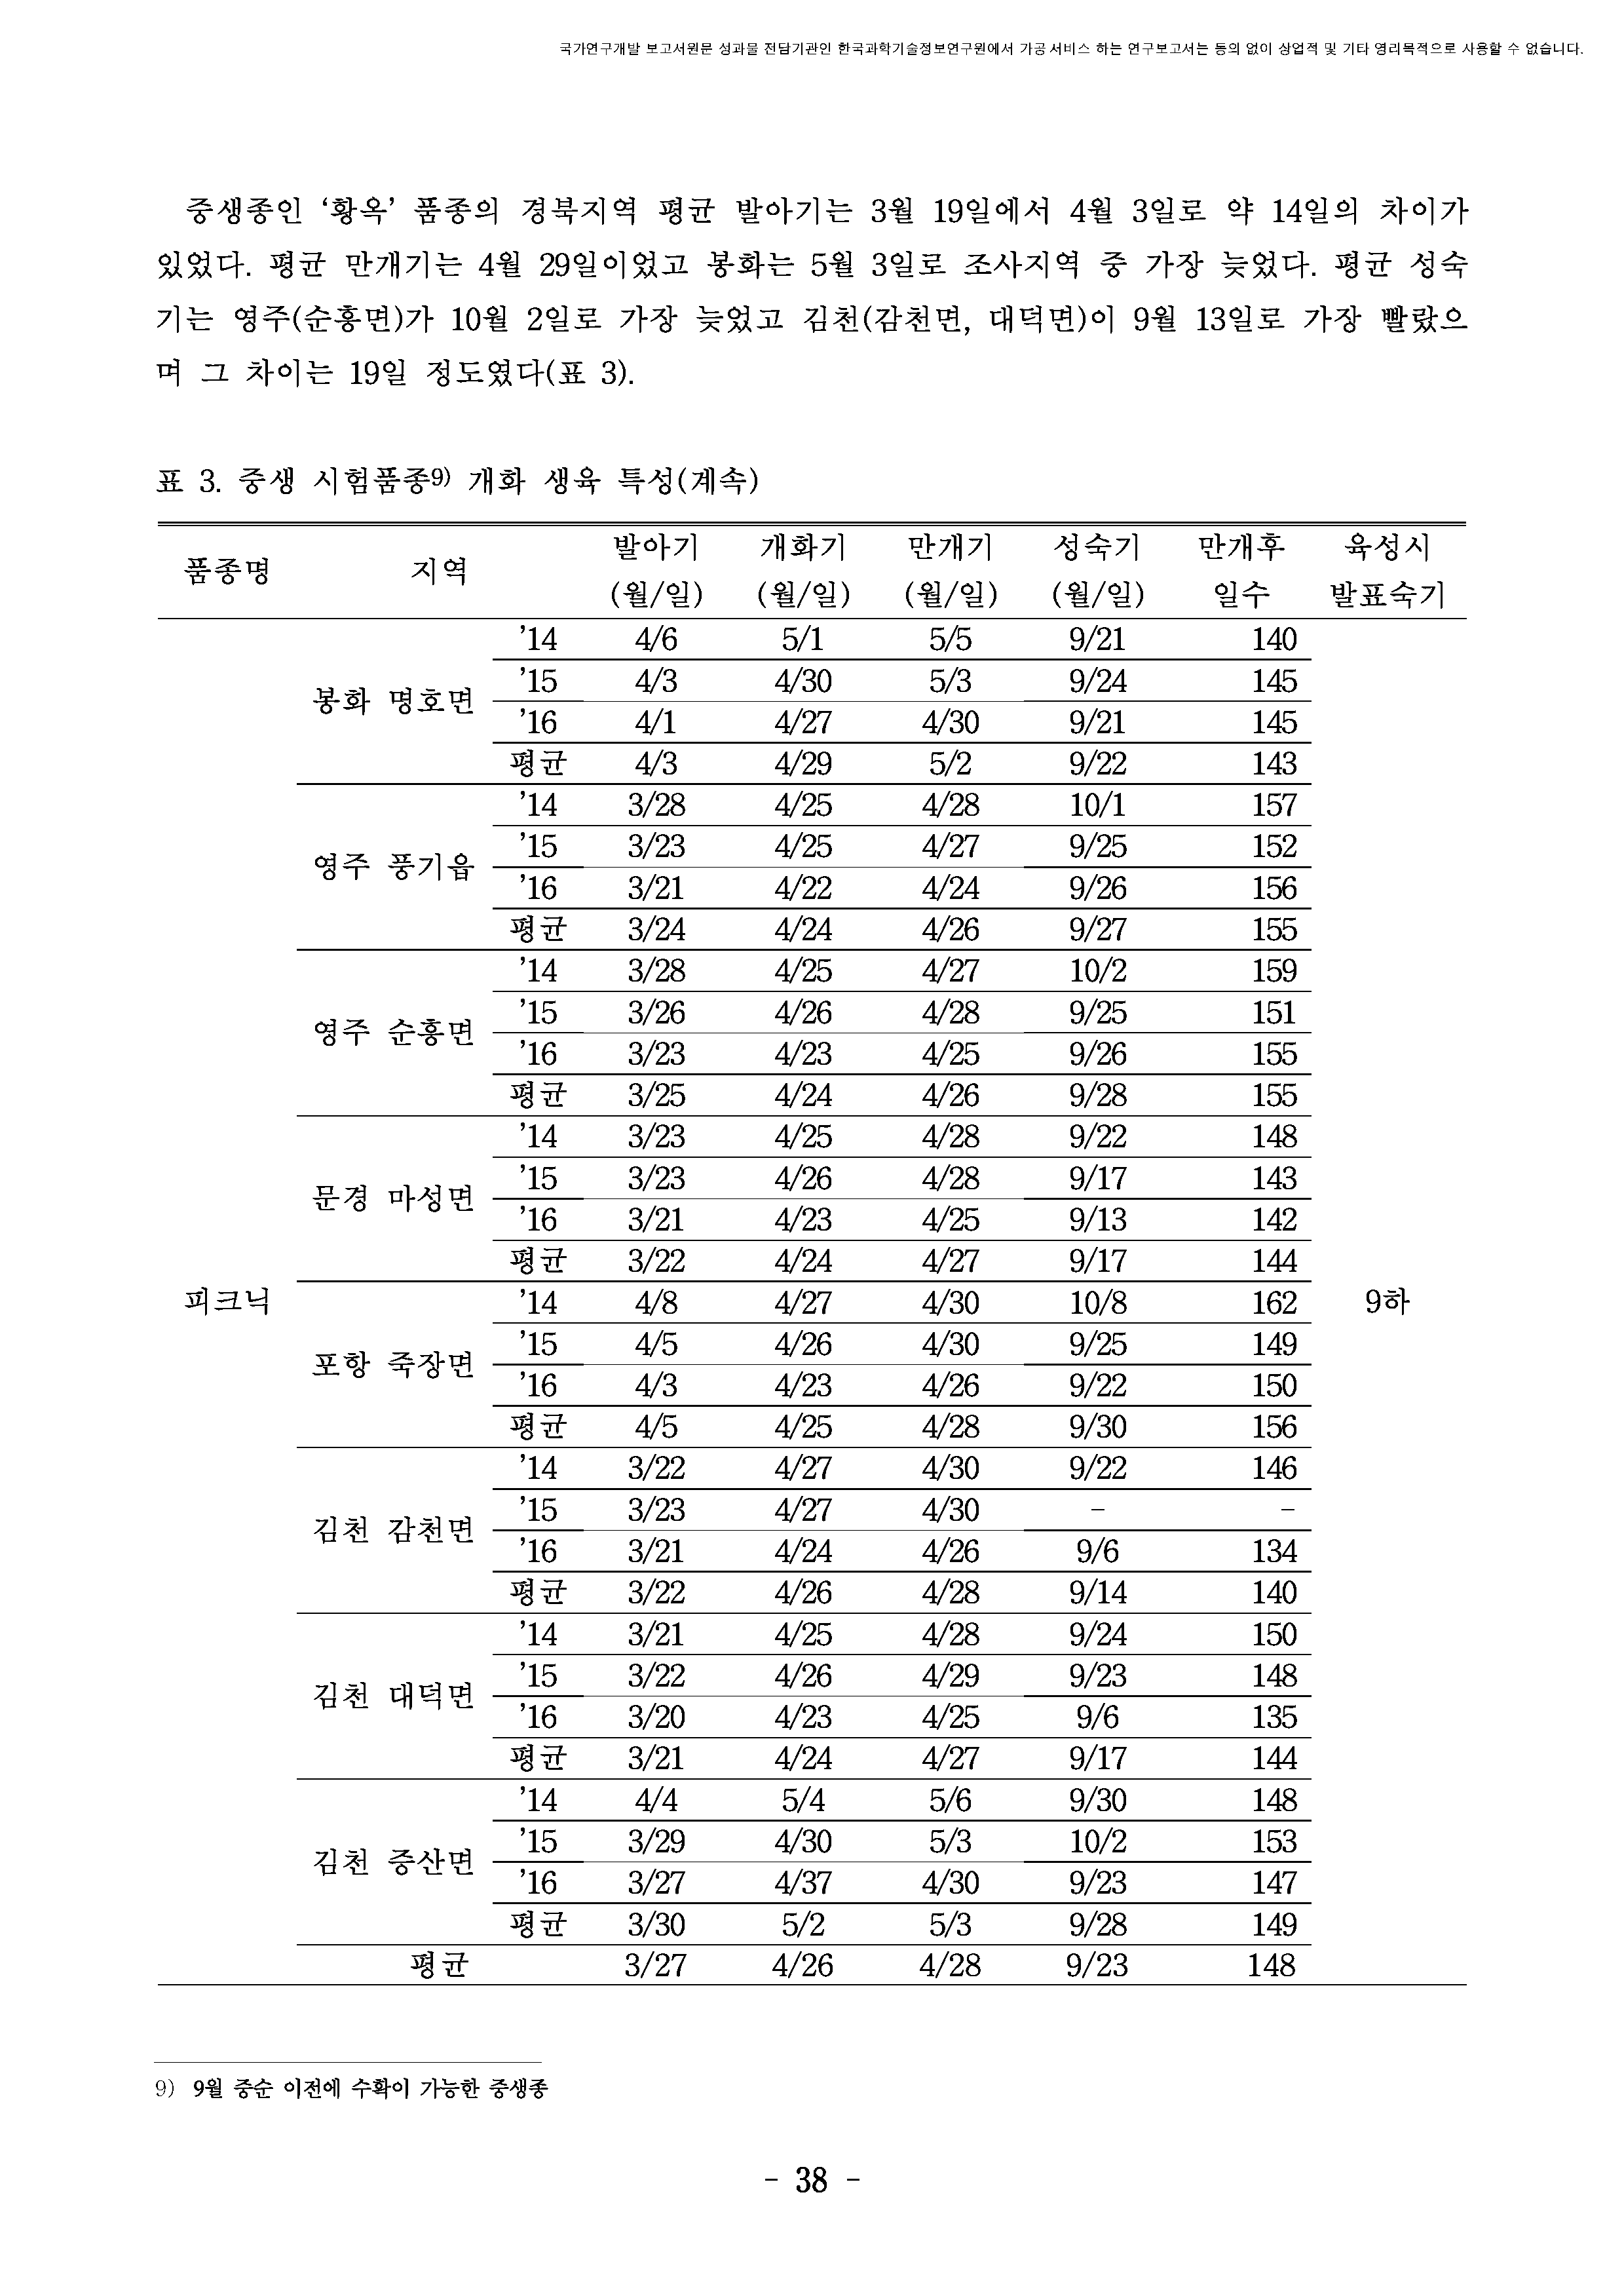 국가연구개발 보고서원문 성과물 전담기관인 한국과학기술정보연구원에서 가공·서비스 하는 연구보고서는 동의 없이 상업적 및 기타 영리목적으로 사용할 수 없습니다.
중생종인 ‘황옥’ 품종의 경북지역 평균 발아기는 3월 19일에서 4월 3일로 약 14일의 차이가
있었다. 평균 만개기는 4월 29일이었고 봉화는 5월 3일로 조사지역 중 가장 늦었다. 평균 성숙
기는 영주(순흥면)가 10월 2일로 가장 늦었고 김천(감천면, 대덕면)이 9월 13일로 가장 빨랐으
며 그 차이는 19일 정도였다(표 3).
표 3. 중생 시험품종9) 개화 생육 특성(계속)
품종명 지역 발아기 개화기 만개기 성숙기 만개후 육성시
(월/일) (월/일) (월/일) (월/일) 일수 발표숙기
’14 4/6 5/1 5/5 9/21 140
봉화 명호면 ’15 4/3 4/30 5/3 9/24 145
’16 4/1 4/27 4/30 9/21 145
평균 4/3 4/29 5/2 9/22 143
’14 3/28 4/25 4/28 10/1 157
영주 풍기읍 ’15 3/23 4/25 4/27 9/25 152
’16 3/21 4/22 4/24 9/26 156
평균 3/24 4/24 4/26 9/27 155
’14 3/28 4/25 4/27 10/2 159
영주 순흥면 ’15 3/26 4/26 4/28 9/25 151
’16 3/23 4/23 4/25 9/26 155
평균 3/25 4/24 4/26 9/28 155
’14 3/23 4/25 4/28 9/22 148
문경 마성면 ’15 3/23 4/26 4/28 9/17 143
’16 3/21 4/23 4/25 9/13 142
평균 3/22 4/24 4/27 9/17 144
피크닉 ’14 4/8 4/27 4/30 10/8 162 9하
포항 죽장면 ’15 4/5 4/26 4/30 9/25 149
’16 4/3 4/23 4/26 9/22 150
평균 4/5 4/25 4/28 9/30 156
’14 3/22 4/27 4/30 9/22 146
김천 감천면 ’15 3/23 4/27 4/30 - -
’16 3/21 4/24 4/26 9/6 134
평균 3/22 4/26 4/28 9/14 140
’14 3/21 4/25 4/28 9/24 150
김천 대덕면 ’15 3/22 4/26 4/29 9/23 148
’16 3/20 4/23 4/25 9/6 135
평균 3/21 4/24 4/27 9/17 144
’14 4/4 5/4 5/6 9/30 148
김천 증산면 ’15 3/29 4/30 5/3 10/2 153
’16 3/27 4/37 4/30 9/23 147
평균 3/30 5/2 5/3 9/28 149
평균 3/27 4/26 4/28 9/23 148
9) 9월 중순 이전에 수확이 가능한 중생종
- 38 -